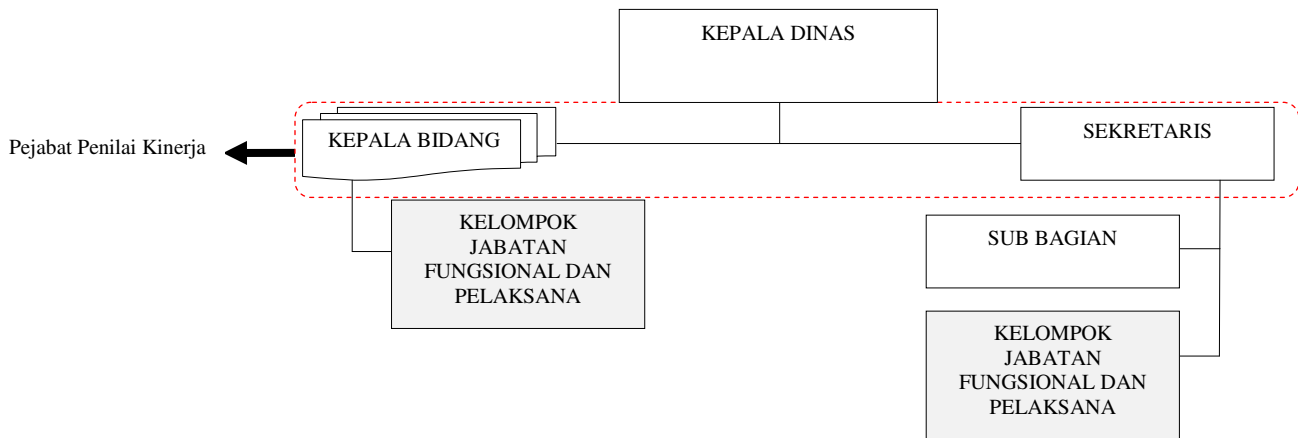 KEPALA DINAS
Pejabat Penilai Kinerja
KEPALA BIDANG
SEKRETARIS
KELOMPOK
JABATAN
FUNGSIONAL DAN
PELAKSANA
SUB BAGIAN
KELOMPOK
JABATAN
FUNGSIONAL DAN
PELAKSANA